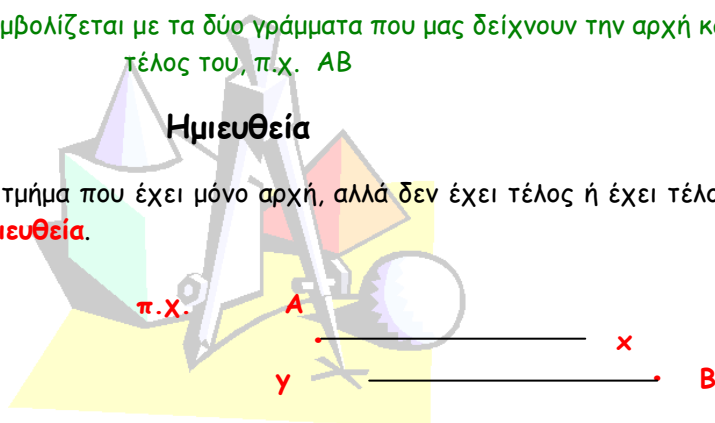 μβολίζεται με τα δύο γράμματα που μας δείχνουν την αρχή κα
τέλος του, π.χ. ΑΒ
Ημιευθεία
τμήμα που έχει μόνο αρχή, αλλά δεν έχει τέλος ή έχει τέλο
ιευθεία.
π.χ. Α
x
y Β